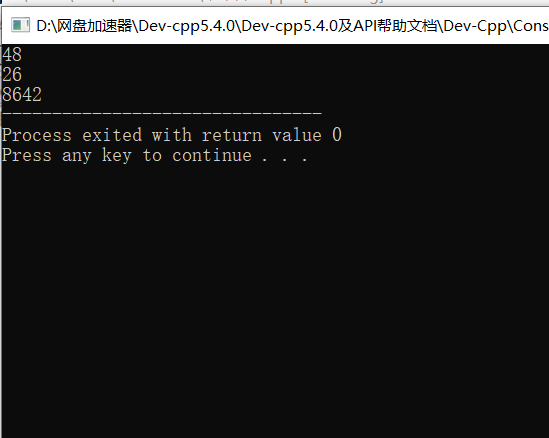 D:\网盘加速器\Dev-cpp5.4.0\Dev-cpp5.4.0及API帮助文档\Dev-Cpp\Cons
48
26
8642
--------------------------------
Process exited with return value 0
Press any key to continue . . .